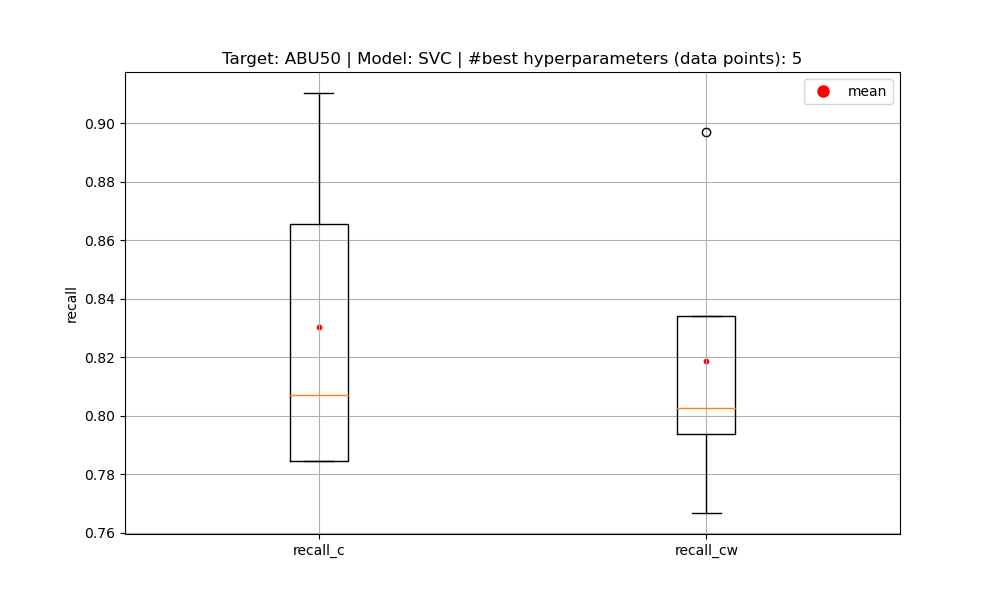 Target: ABU50 | Model: SVC | #best hyperparameters (data points): 5
mean
0.90
0.88
0.86
0.84
0.82
0.80
0.78
0.76
recall
recall_c
recall_cw